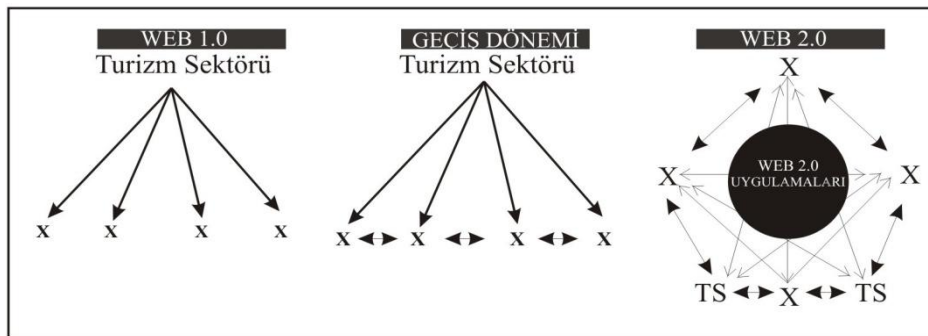 WEB 1.0
Turizm Sektörü
x x x x
GEÇİŞ DÖNEMİ
Turizm Sektörü
x x x x
WEB 2.0
X
X X
WEB 2.0
UYGULAMALARI
TS X TS